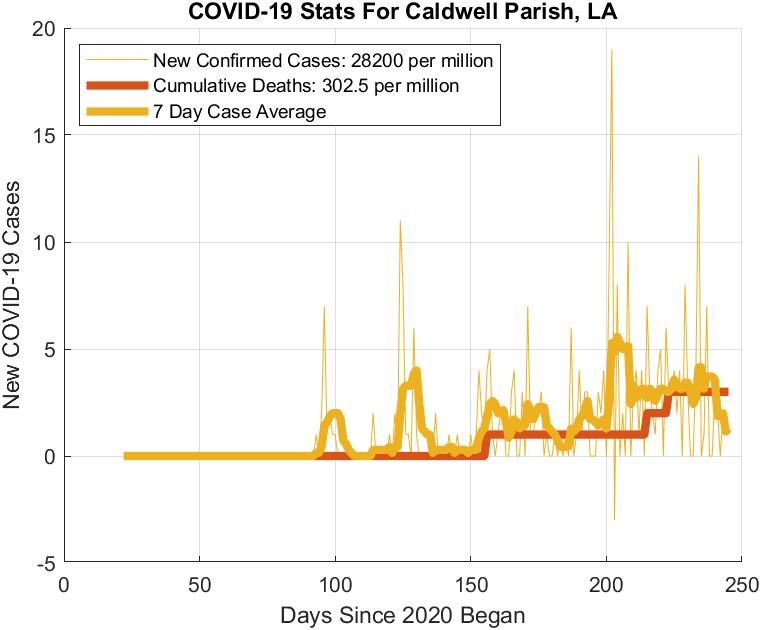 COVID-19 Stats For Caldwell Parish, LA
New Confirmed Cases: 28200 per million
Cumulative Deaths: 302.5 per million
7 Day Case Average
20
15
10
5
0
-5
New COVID-19 Cases
0 50 100 150 200 250
Days Since 2020 Began